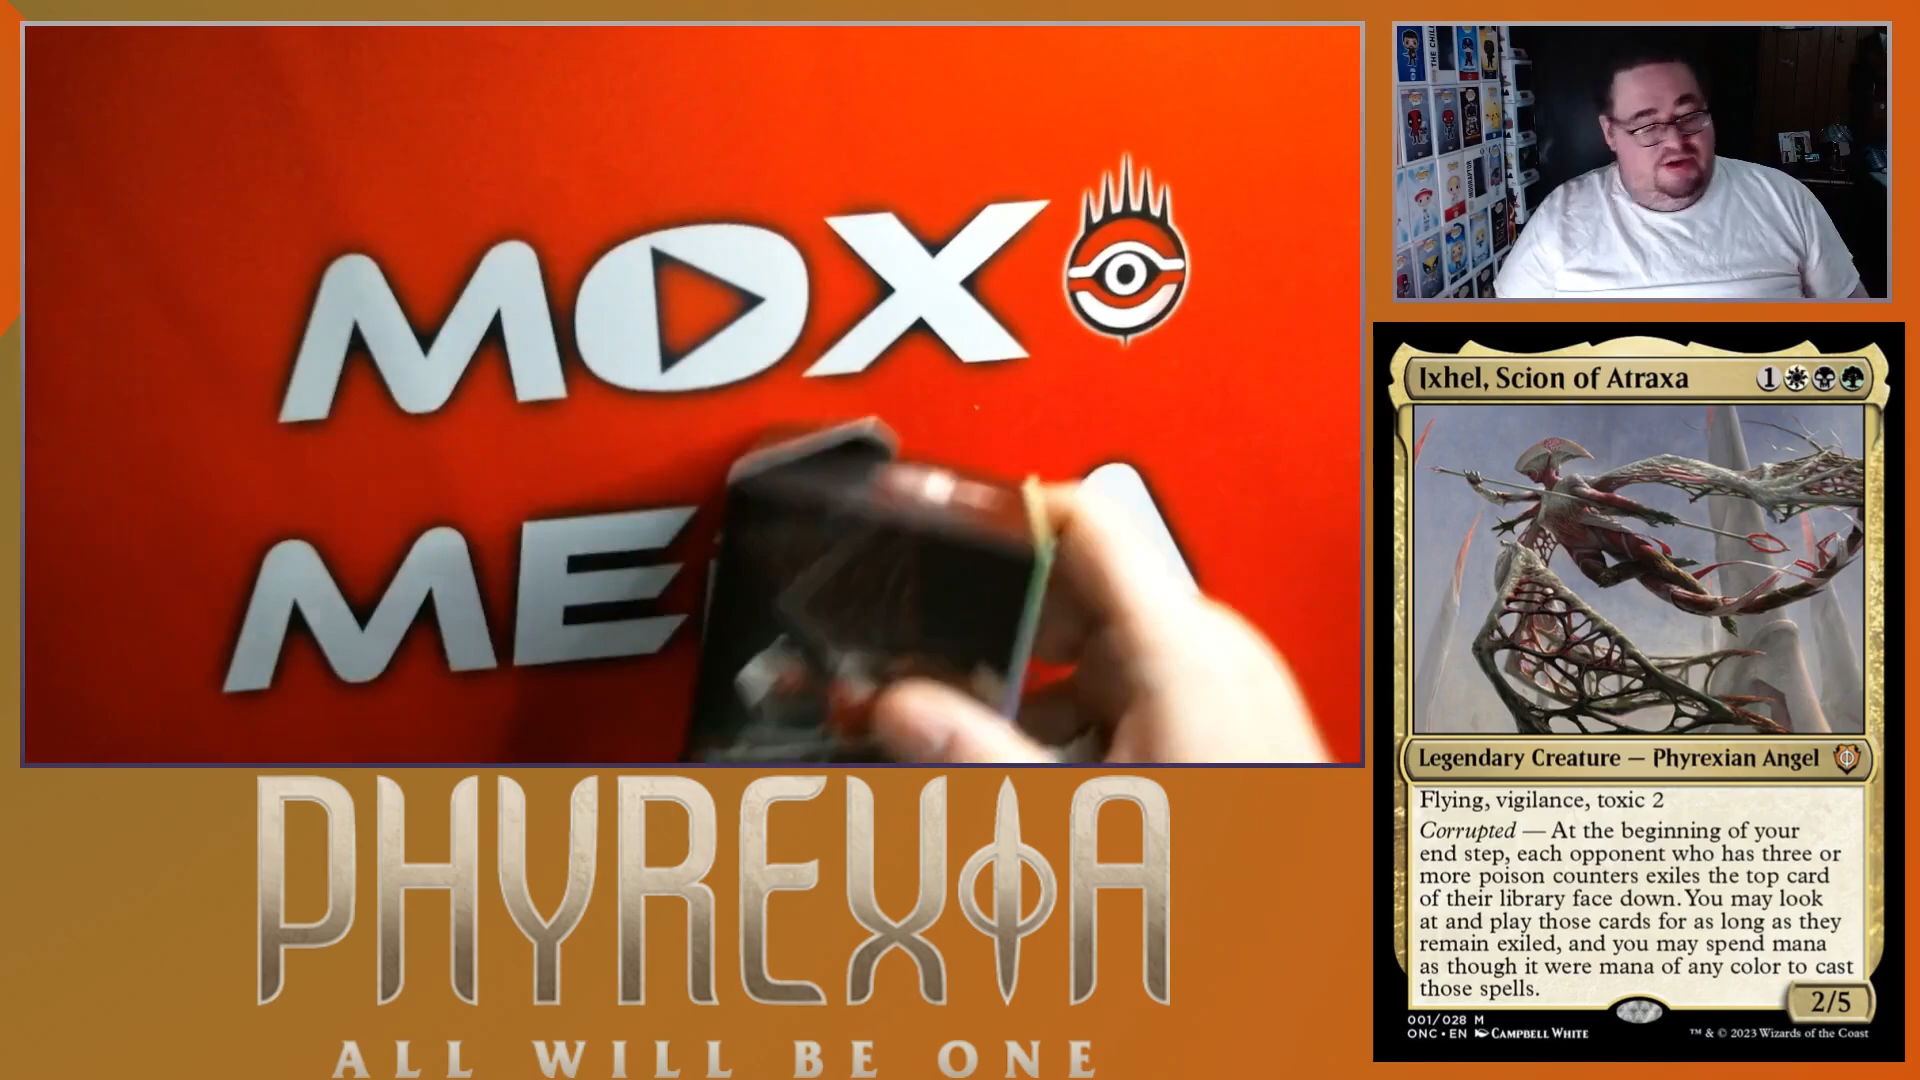 MOX
ME
THE CHIL
Ixhel, Scion of Atraxa 1
Legendary Creature — Phyrexian Angel
Flying, vigilance, toxic 2
Corrupted — At the beginning of your
end step, each opponent who has three or
more poison counters exiles the top card
of their library face down. You may look
at and play those cards for as long as they
remain exiled, and you may spend mana
as though it were mana of any color to cast
those spells.
2/5
001/028 M
ONC • EN CAMPBELL WHITE
™ & © 2023 Wizards of the Coast
PHYREXIA
ALL WILL BE ONE